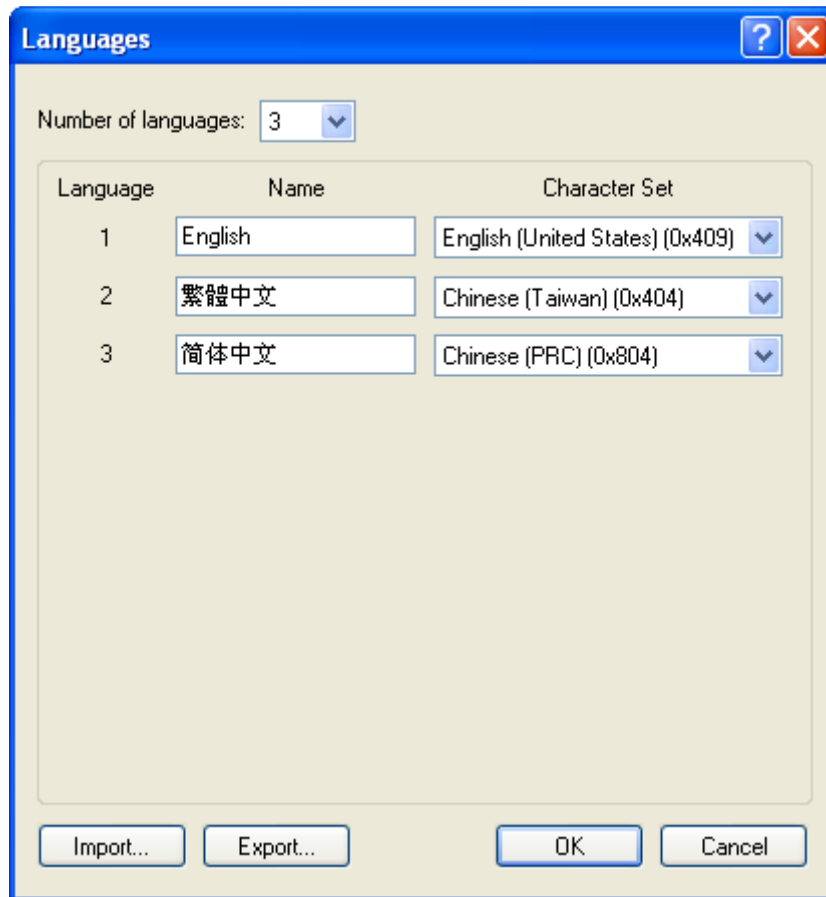 Languages
Number of languages: 3
Language Name Character Set
1 English English (United States) (0x409)
2 繁體中文 Chinese (Taiwan) (0x404)
3 简体中文 Chinese (PRC) (0x804)
Import... Export... OK Cancel